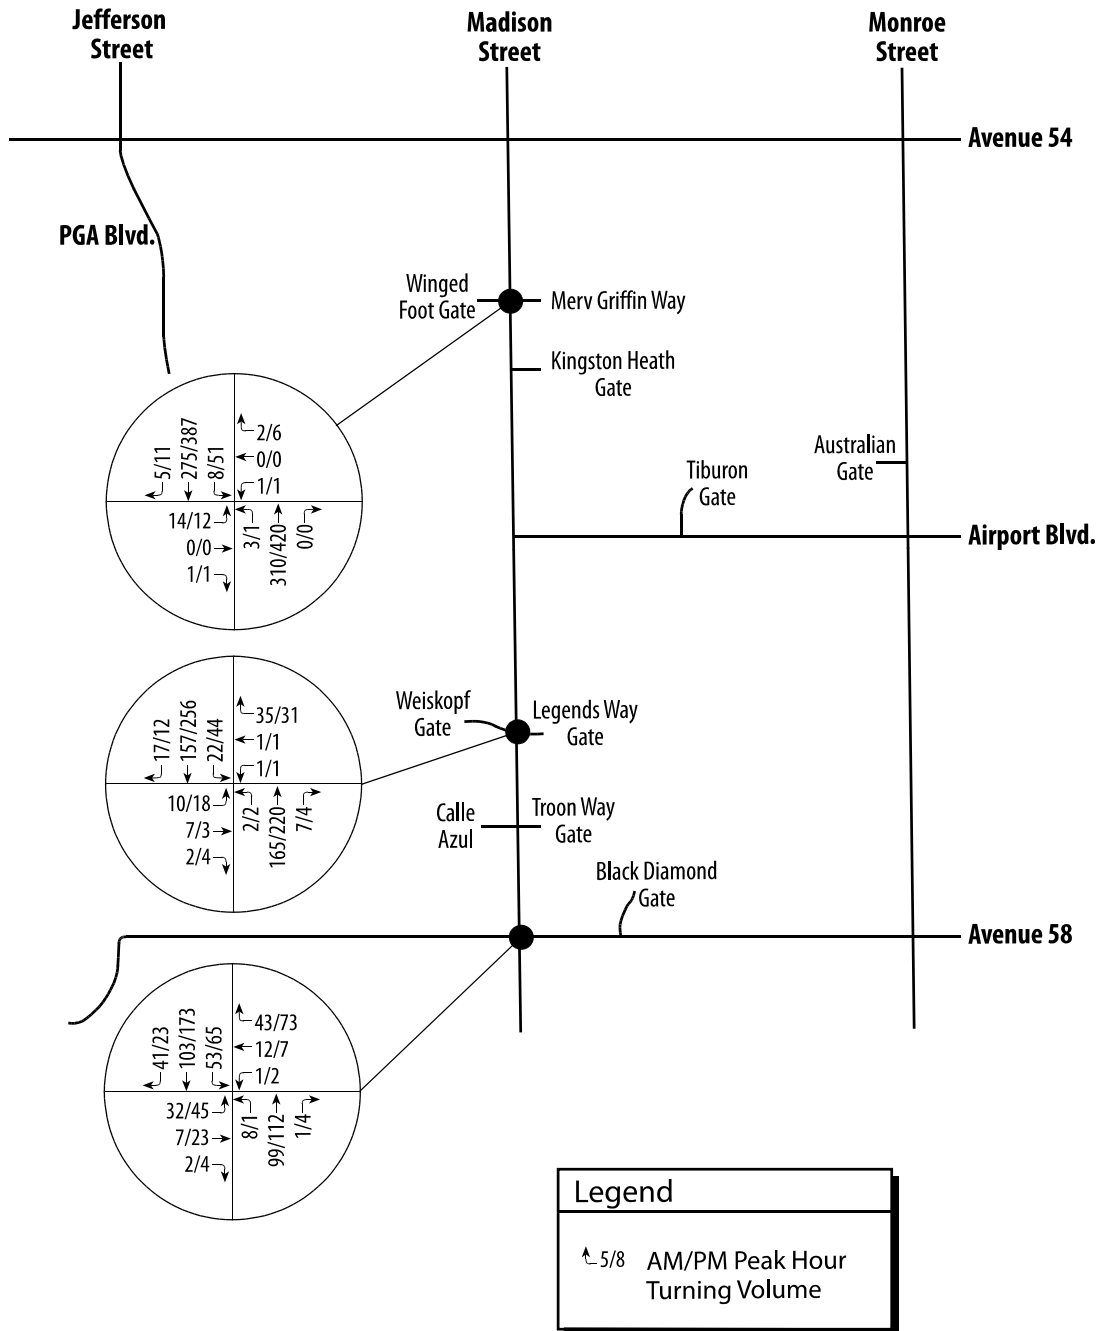 Jefferson
Street
Madison
Street
Monroe
Street
Avenue 54
PGA Blvd.
Winged
Foot Gate
Merv Griffin Way
Kingston Heath
Gate
Australian
Gate
Tiburon
Gate
Airport Blvd.
5/11
275/387
8/51
2/6
0/0
1/1
14/12
0/0
1/1
3/1
310/420
0/0
Weiskopf
Gate
Legends Way
Gate
17/12
157/256
22/44
35/31
1/1
1/1
10/18
7/3
2/4
2/2
165/220
7/4
Calle
Azul
Troon Way
Gate
Black Diamond
Gate
Avenue 58
41/23
103/173
53/65
43/73
12/7
1/2
32/45
7/23
2/4
8/1
99/112
1/4
Legend
5/8 AM/PM Peak Hour
Turning Volume